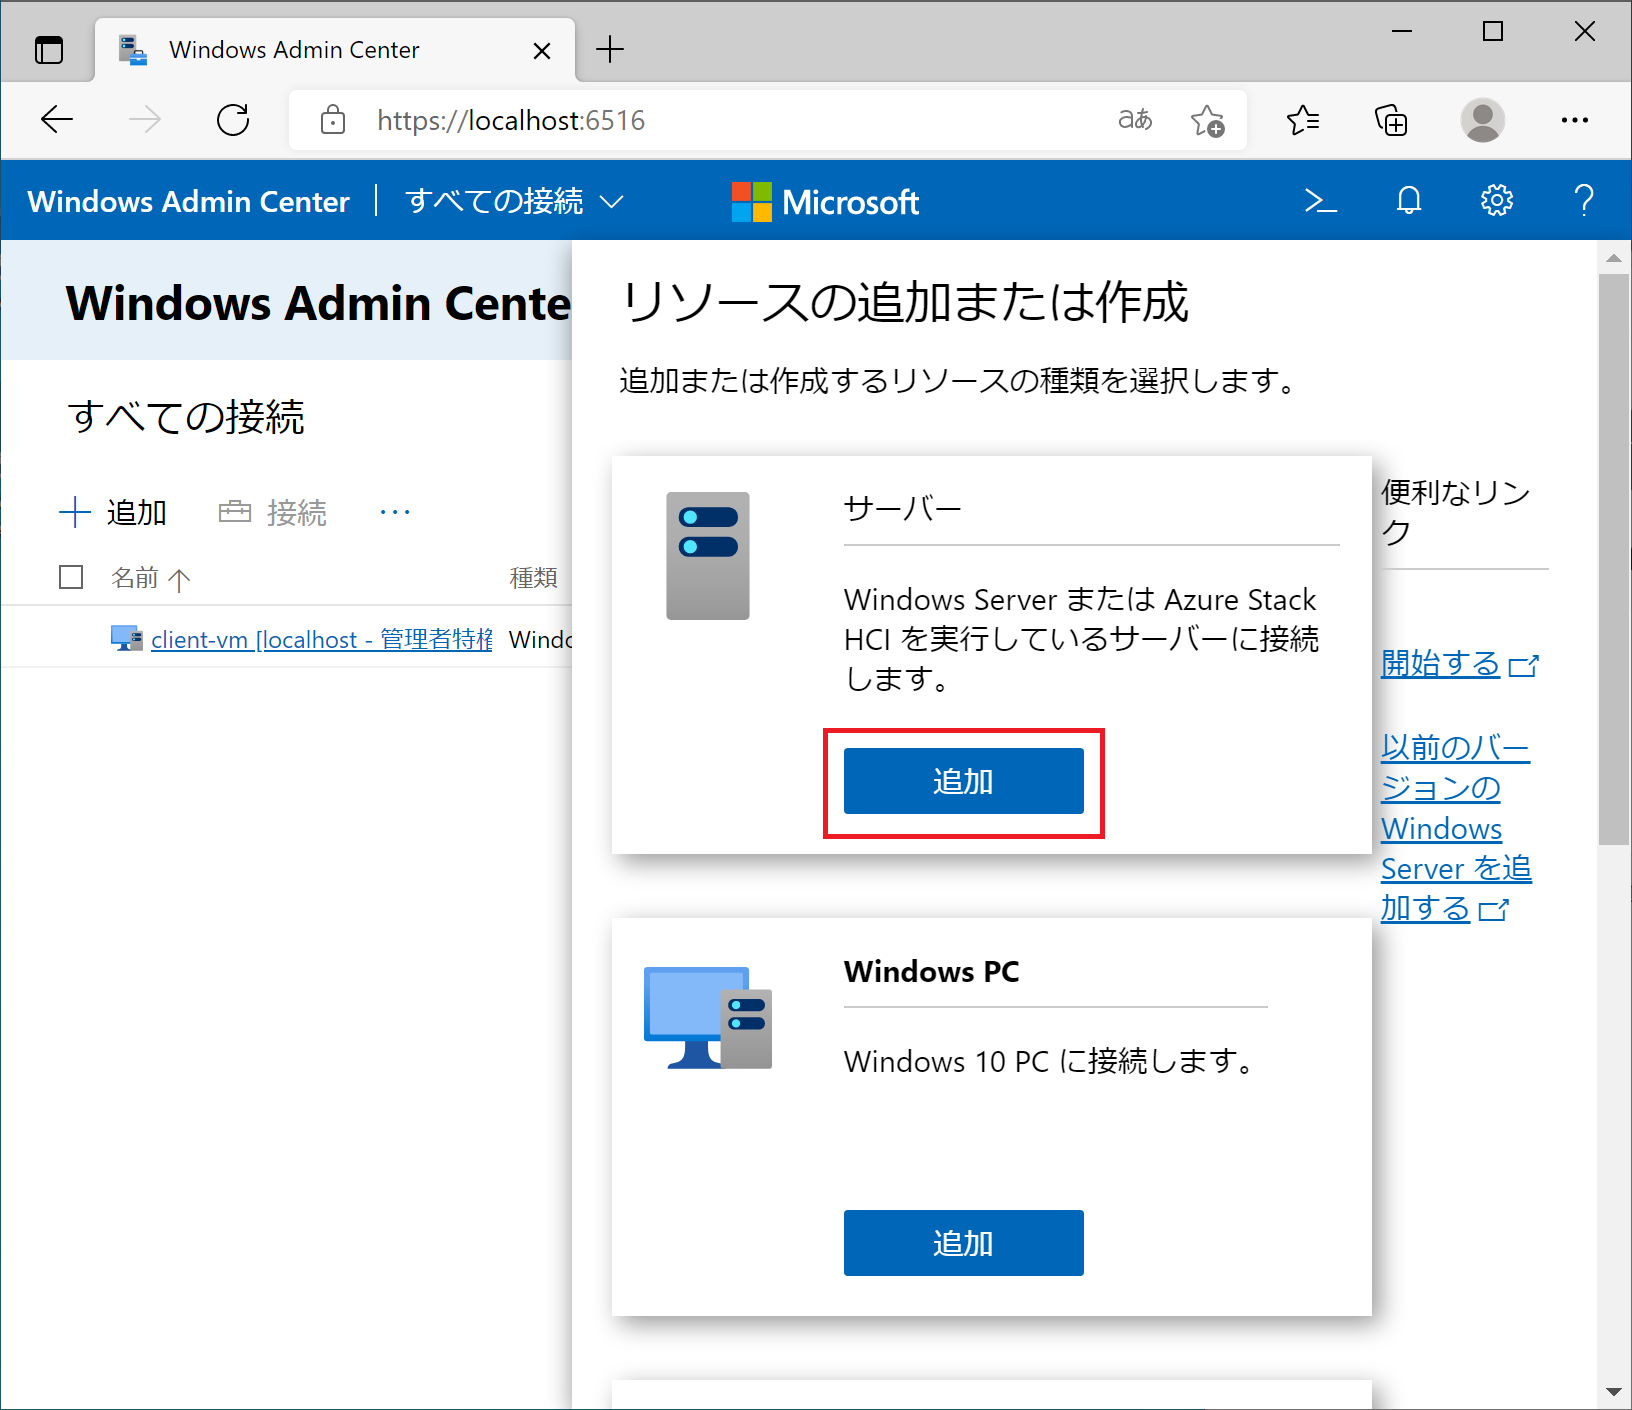 Windows Admin Center
https://localhost:6516
aあ
Windows Admin Center
すべての接続
Microsoft
Windows Admin Cente
すべての接続
追加
接続
名前
種類
client-vm [localhost - 管理者特権
Windo
リソースの追加または作成
追加または作成するリソースの種類を選択します。
サーバー
Windows Server または Azure Stack
HCI を実行しているサーバーに接続
します。
追加
Windows PC
Windows 10 PC に接続します。
追加
便利なリン
ク
開始する
以前のバー
ジョンの
Windows
Server を追
加する